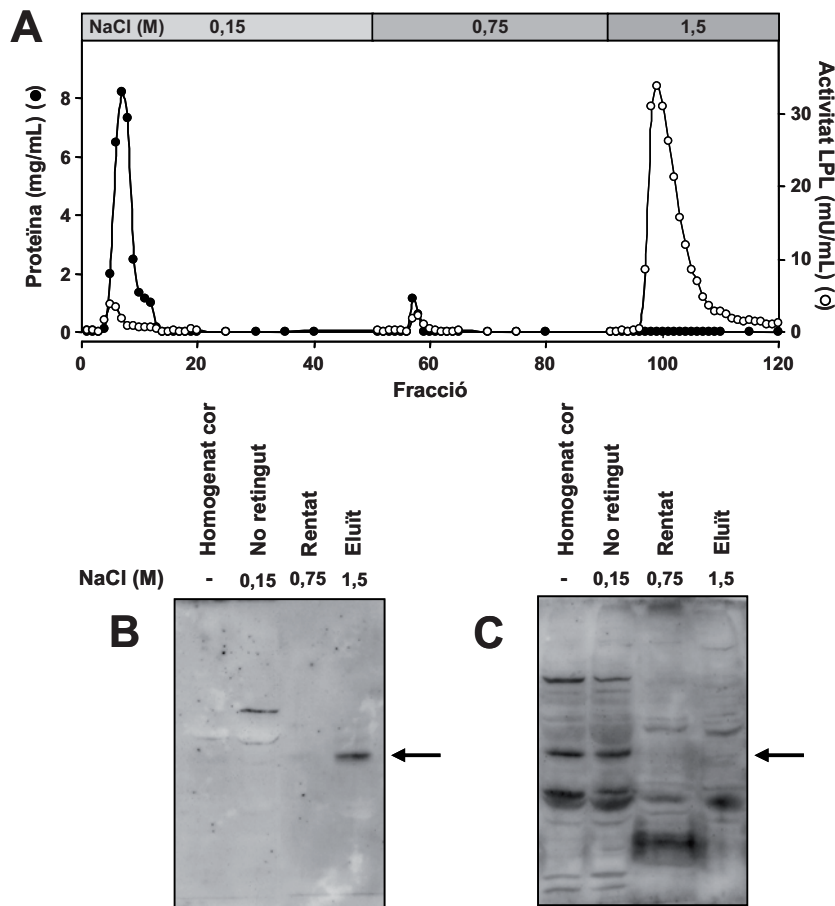 A
NaCl (M) 0,15 0,75 1,5
Proteïna (mg/mL) (●)
8
6
4
2
0
Activitat LPL (mU/mL) (○)
30
20
10
0
0 20 40 60 80 100 120
Fracció
Homogenat cor
No retingut
Rentat
Eluït
NaCl (M) - 0,15 0,75 1,5
B
Homogenat cor
No retingut
Rentat
Eluït
- 0,15 0,75 1,5
C